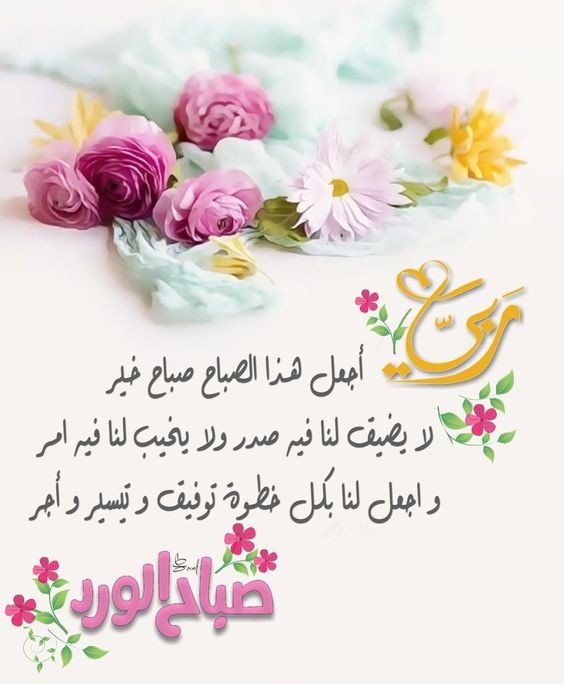 رَبيّ
أجعل هذا الصباح صباح خير
لا يضيق لنا فيه صدر ولا يخيب لنا فيه امر
و اجعل لنا بكل خطوة توفيق و تيسير و أجر
صباح الورد